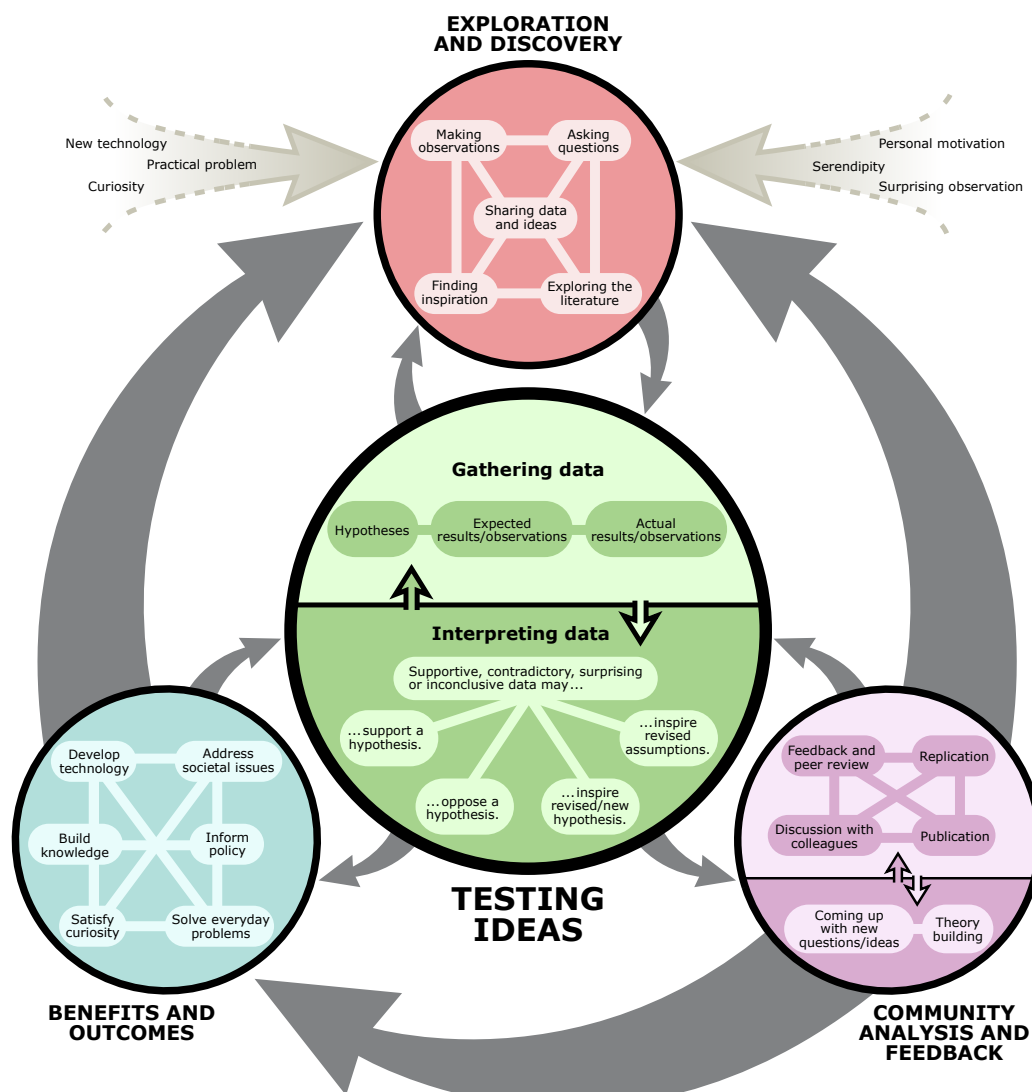 EXPLORATION
AND DISCOVERY
New technology
Practical problem
Curiosity
Personal motivation
Serendipity
Surprising observation
Making
observations
Asking
questions
Sharing data
and ideas
Finding
inspiration
Exploring the
literature
Gathering data
Hypotheses
Expected
results/observations
Actual
results/observations
Interpreting data
Supportive, contradictory, surprising
or inconclusive data may...
...support a
hypothesis.
...inspire
revised
assumptions.
...oppose a
hypothesis.
...inspire
revised/new
hypothesis.
TESTING
IDEAS
Develop
technology
Address
societal issues
Build
knowledge
Inform
policy
Satisfy
curiosity
Solve everyday
problems
BENEFITS AND
OUTCOMES
Feedback and
peer review
Replication
Discussion with
colleagues
Publication
Coming up
with new
questions/ideas
Theory
building
COMMUNITY
ANALYSIS AND
FEEDBACK